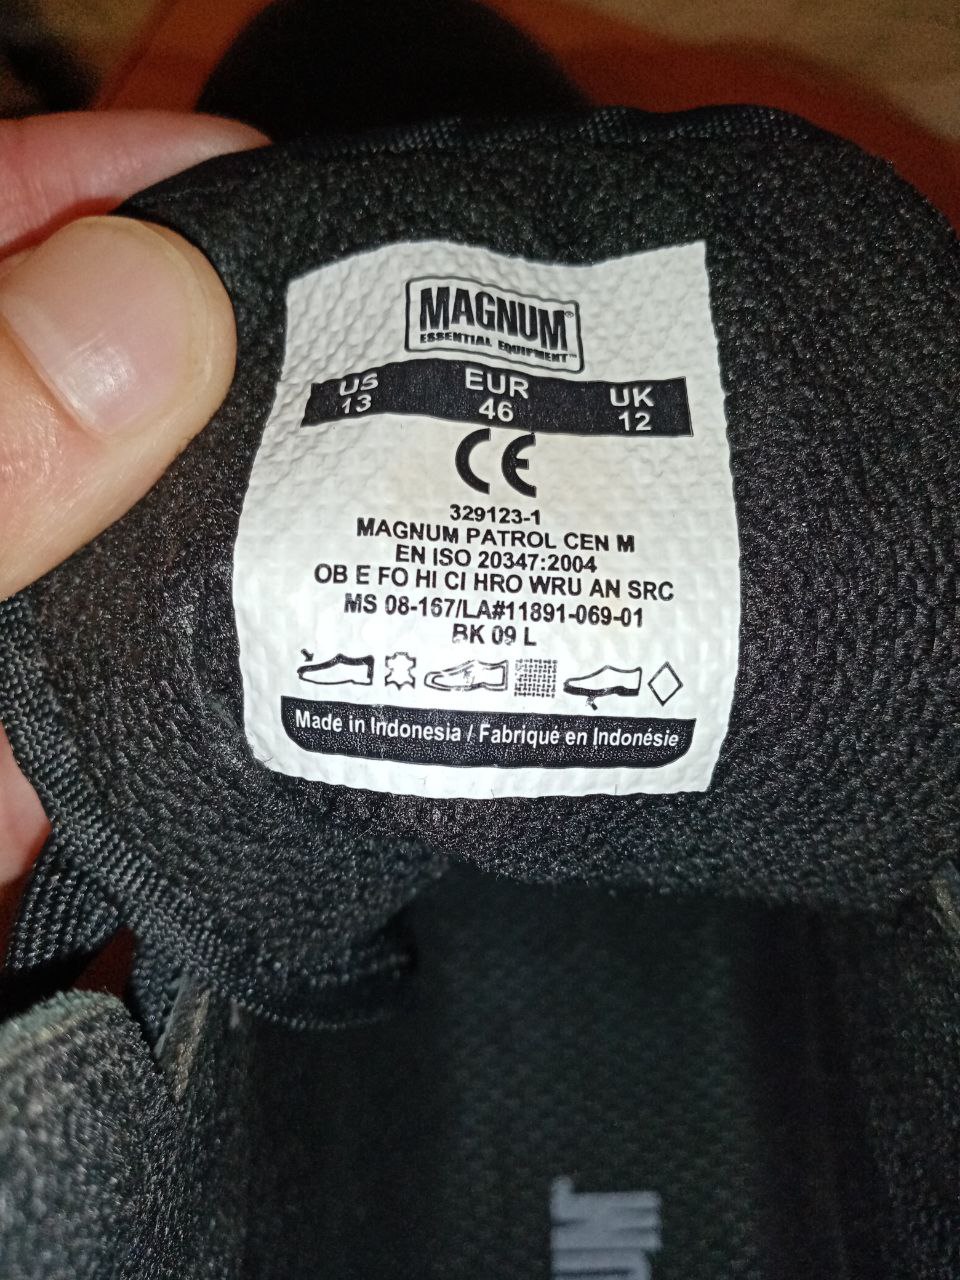 MAGNUM®
ESSENTIAL EQUIPMENT™
US EUR UK
13 46 12
CE
329123-1
MAGNUM PATROL CEN M
EN ISO 20347:2004
OB E FO HI CI HRO WRU AN SRC
MS 08-167/LA#11891-069-01
BK 09 L
Made in Indonesia / Fabriqué en Indonésie